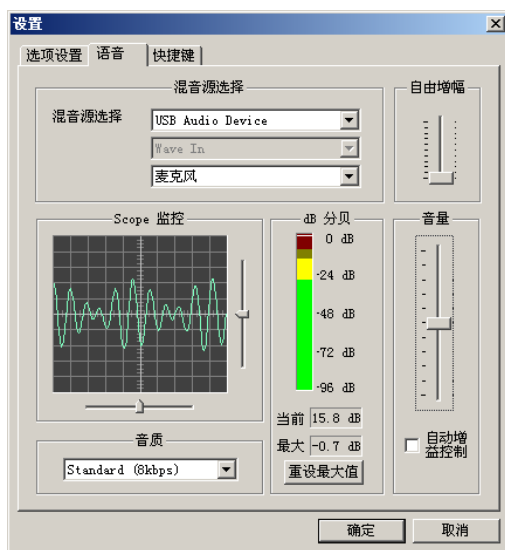 设置
选项设置 语音 快捷键
混音源选择
混音源选择
USB Audio Device
Wave In
麦克风
自由增幅
Scope 监控
dB 分贝
0 dB
-24 dB
-48 dB
-72 dB
-96 dB
当前 15.8 dB
最大 -0.7 dB
重设最大值
音量
自动增
益控制
音质
Standard (8kbps)
确定 取消